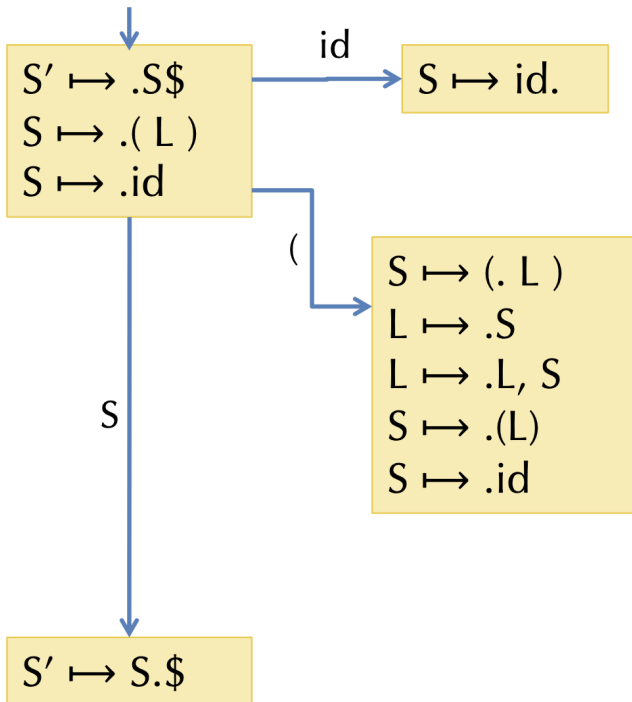 id
S′ ⟼ .S$
S ⟼ .( L )
S ⟼ .id
S ⟼ id.
(
S ⟼ (. L )
L ⟼ .S
L ⟼ .L, S
S ⟼ .(L)
S ⟼ .id
S
S′ ⟼ S.$